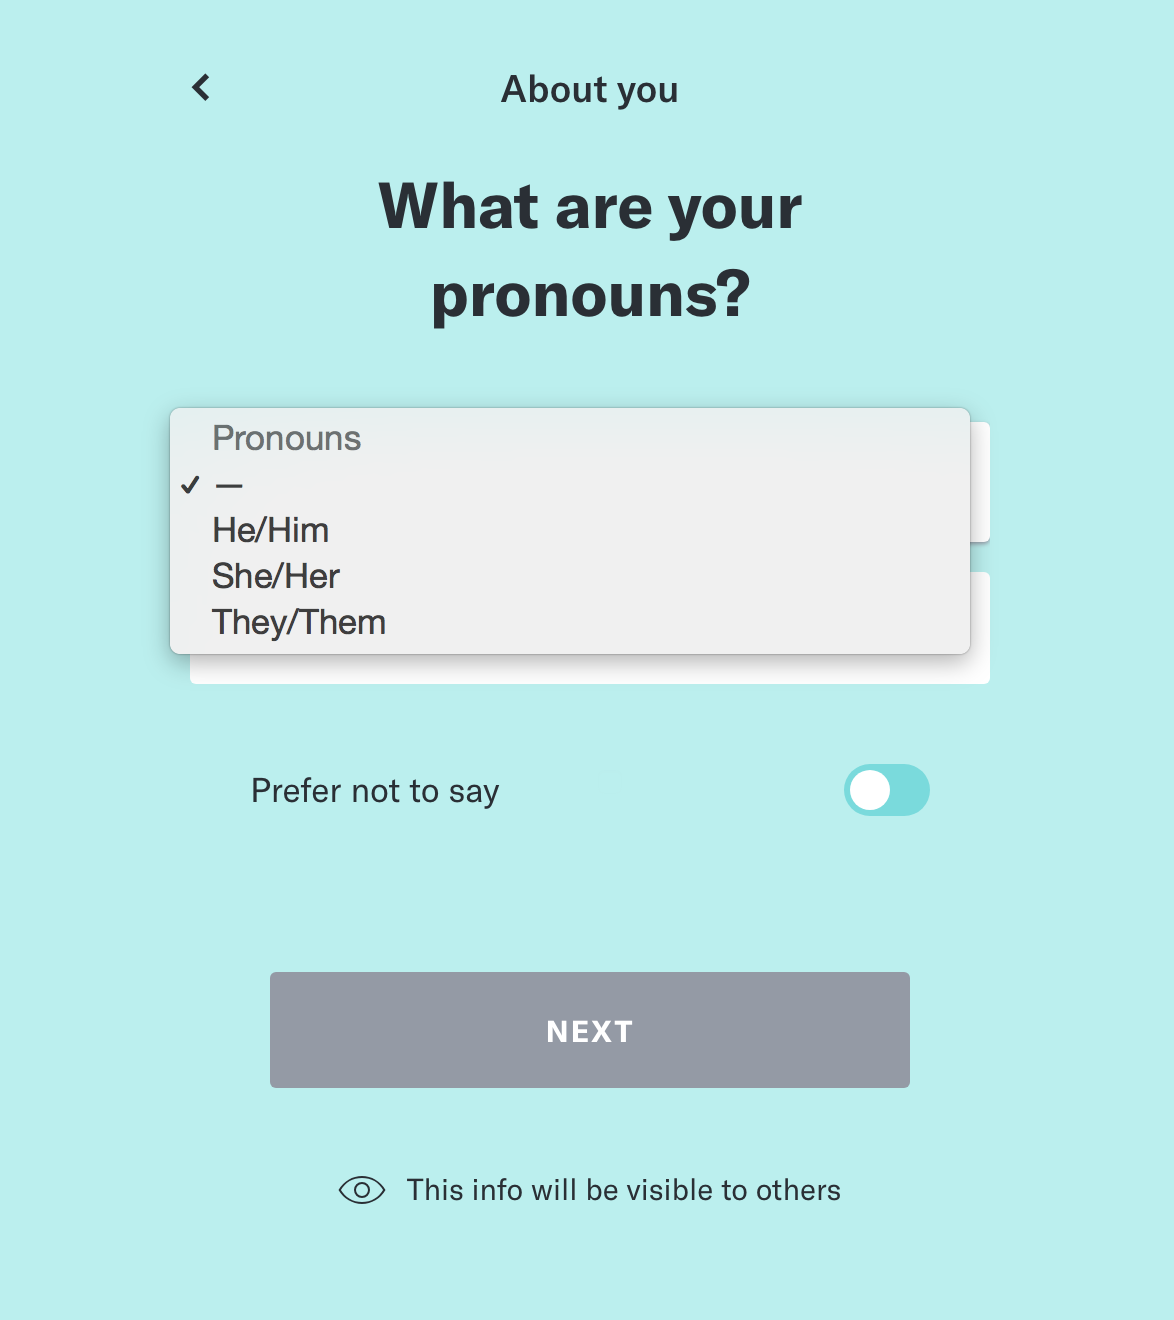 About you
What are your
pronouns?
Pronouns
—
He/Him
She/Her
They/Them
Prefer not to say
NEXT
This info will be visible to others